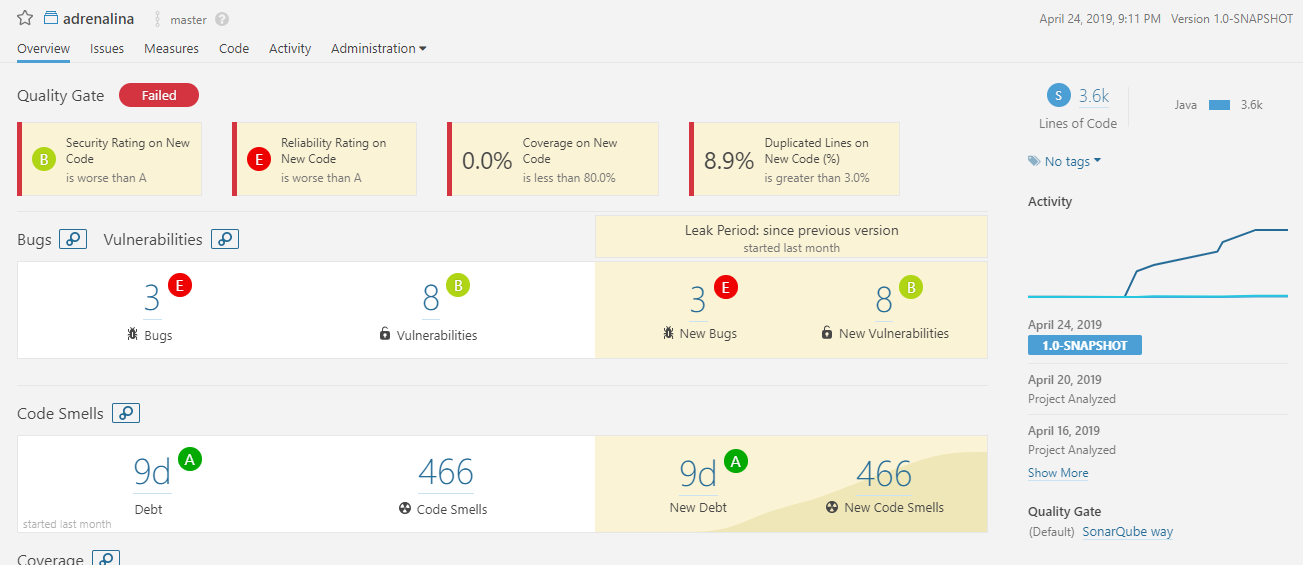 adrenalina master ?
April 24, 2019, 9:11 PM Version 1.0-SNAPSHOT
Overview Issues Measures Code Activity Administration
Quality Gate Failed
B Security Rating on New
Code
is worse than A
E Reliability Rating on
New Code
is worse than A
0.0% Coverage on New
Code
is less than 80.0%
8.9% Duplicated Lines on
New Code (%)
is greater than 3.0%
Bugs Vulnerabilities
Leak Period: since previous version
started last month
3 E
Bugs
8 B
Vulnerabilities
3 E
New Bugs
8 B
New Vulnerabilities
Code Smells
9d A
Debt
466
Code Smells
started last month
9d A
New Debt
466
New Code Smells
Coverage
S 3.6k
Lines of Code
Java 3.6k
No tags
Activity
April 24, 2019
1.0-SNAPSHOT
April 20, 2019
Project Analyzed
April 16, 2019
Project Analyzed
Show More
Quality Gate
(Default) SonarQube way